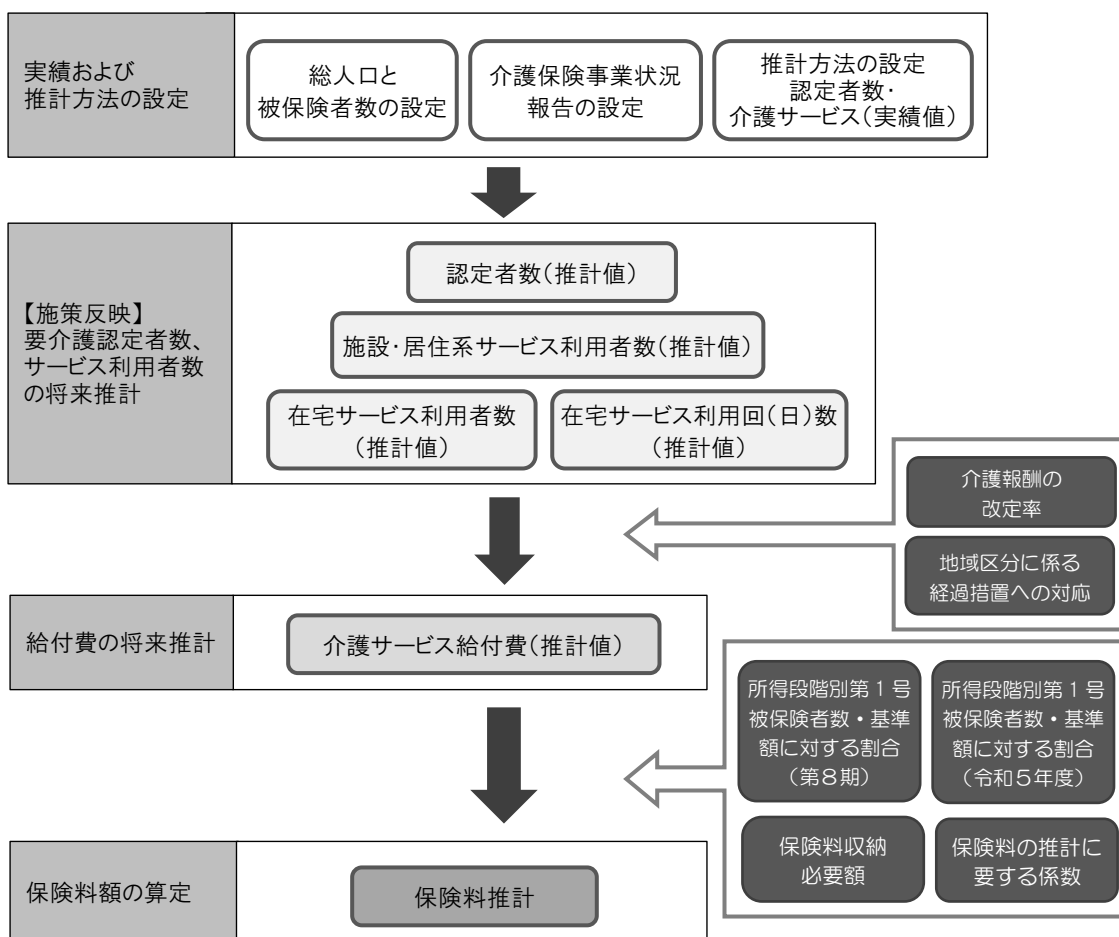 実績および
推計方法の設定
総人口と
被保険者数の設定
介護保険事業状況
報告の設定
推計方法の設定
認定者数・
介護サービス(実績値)
【施策反映】
要介護認定者数、
サービス利用者数
の将来推計
認定者数(推計値)
施設・居住系サービス利用者数(推計値)
在宅サービス利用者数
(推計値)
在宅サービス利用回(日)数
(推計値)
介護報酬の
改定率
地域区分に係る
経過措置への対応
給付費の将来推計
介護サービス給付費(推計値)
所得段階別第1号
被保険者数・基準
額に対する割合
(第8期)
所得段階別第1号
被保険者数・基準
額に対する割合
(令和5年度)
保険料収納
必要額
保険料の推計に
要する係数
保険料額の算定
保険料推計